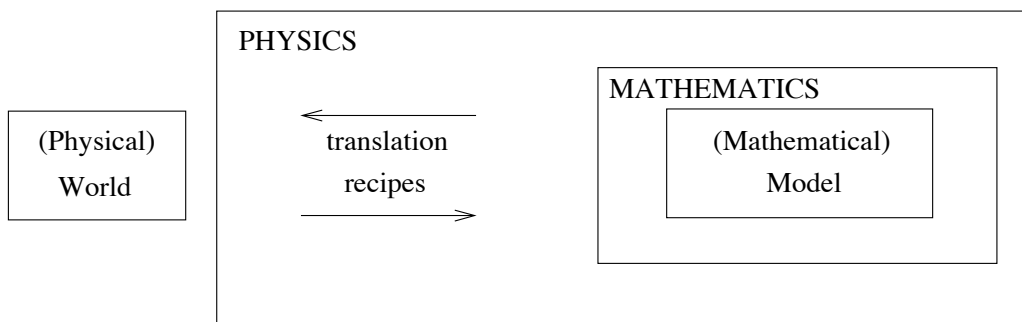 PHYSICS
MATHEMATICS
(Physical)
World
translation
recipes
(Mathematical)
Model